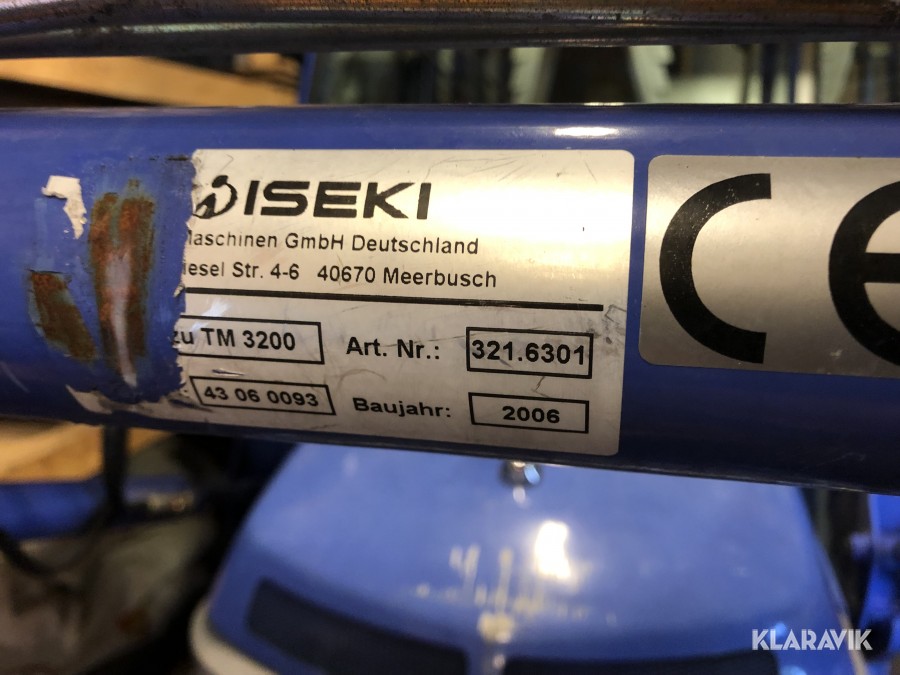 ISEKI
Maschinen GmbH Deutschland
iesel Str. 4-6 40670 Meerbusch
zu TM 3200 Art. Nr.: 321.6301
43 06 0093 Baujahr: 2006
CE
KLARAVIK